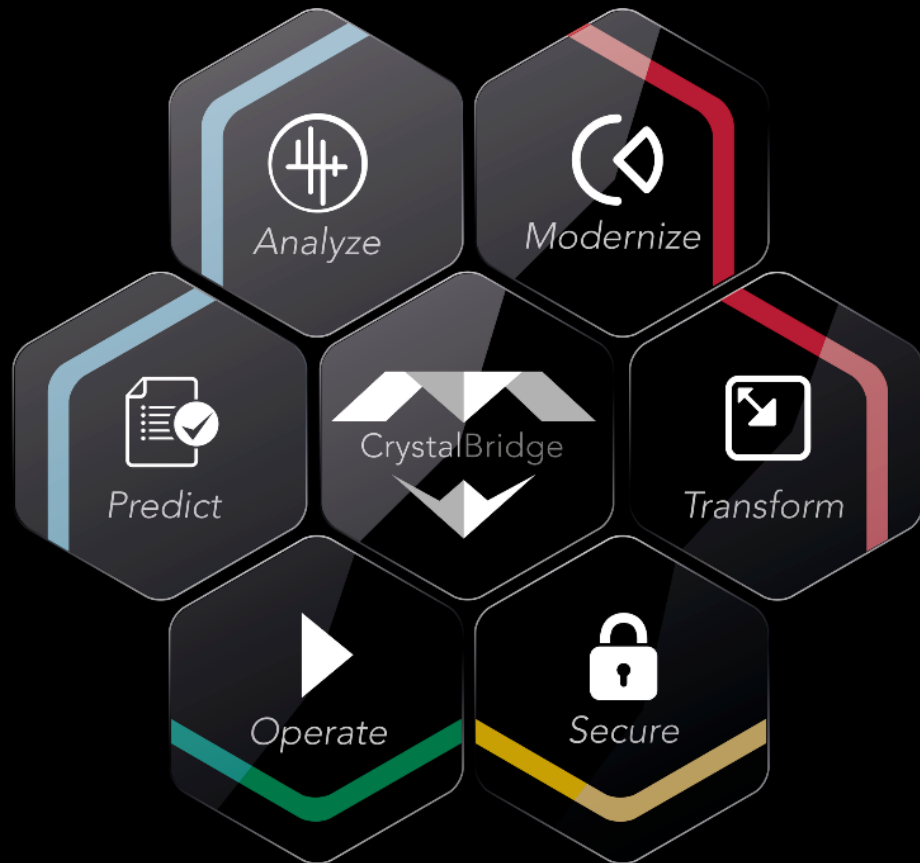 Analyze
Modernize
Predict
CrystalBridge
Transform
Operate
Secure